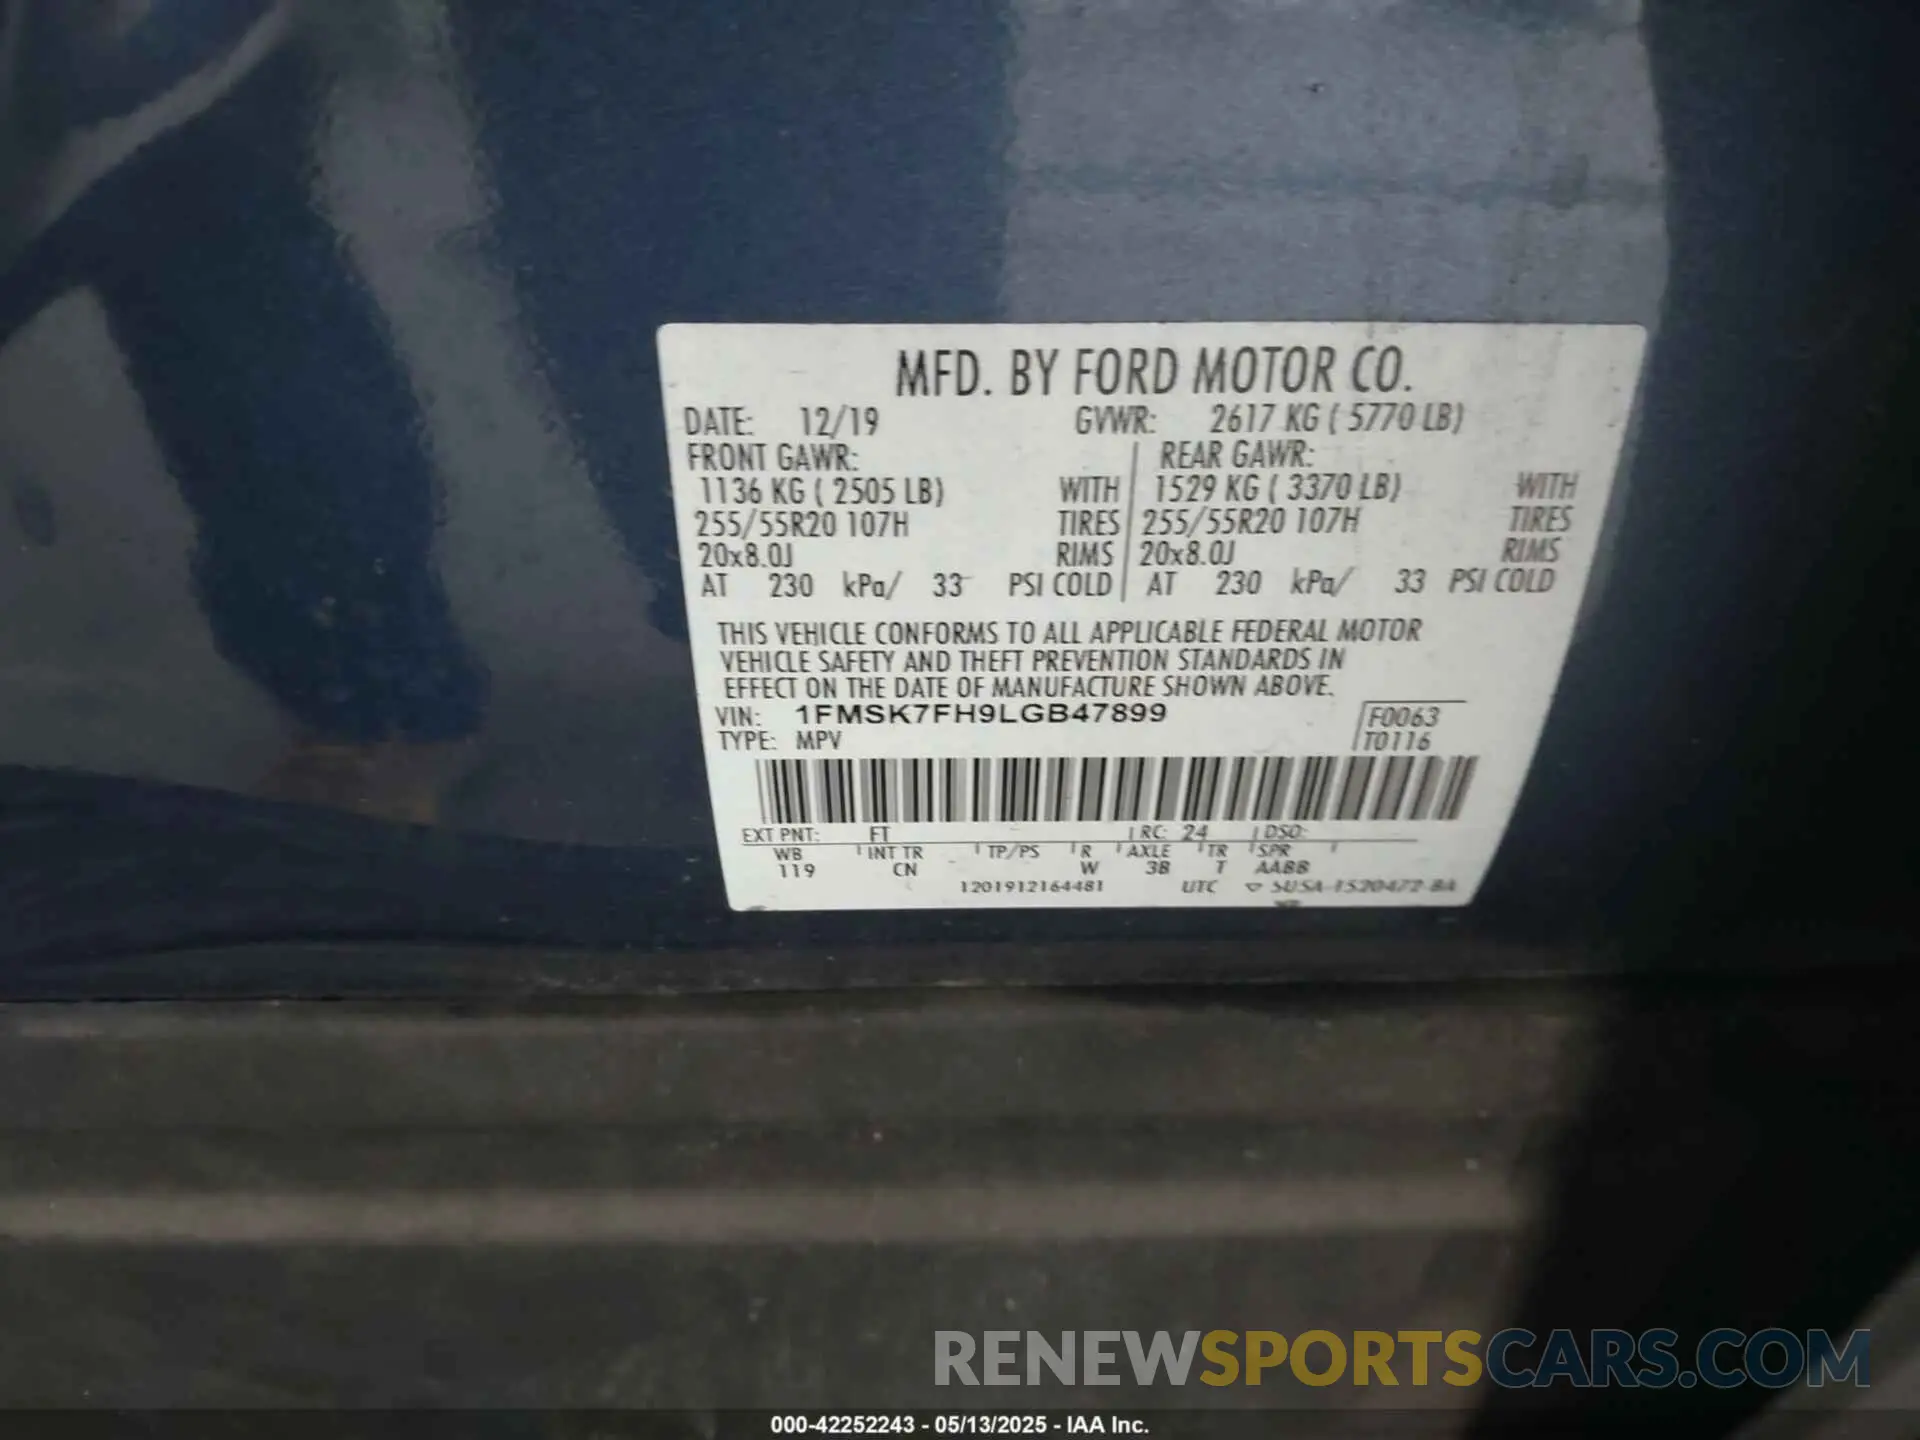 MFD. BY FORD MOTOR CO.
DATE: 12/19 GVWR: 2617 KG ( 5770 LB)
FRONT GAWR: REAR GAWR:
1136 KG ( 2505 LB) WITH 1529 KG ( 3370 LB) WITH
255/55R20 107H TIRES 255/55R20 107H TIRES
20x8.0J RIMS 20x8.0J RIMS
AT 230 kPa/ 33 PSI COLD AT 230 kPa/ 33 PSI COLD
THIS VEHICLE CONFORMS TO ALL APPLICABLE FEDERAL MOTOR
VEHICLE SAFETY AND THEFT PREVENTION STANDARDS IN
EFFECT ON THE DATE OF MANUFACTURE SHOWN ABOVE.
VIN: 1FMSK7FH9LGB47899 F0063
TYPE: MPV T0116
EXT PNT: FT RC: 24 DSO:
WB INT TR TP/PS R AXLE TR SPR
119 CN W 3B T AABB
1201912164481 UTC 5U5A-1520472-BA
RENEWSPORTSCARS.COM
000-42252243 - 05/13/2025 - IAA Inc.